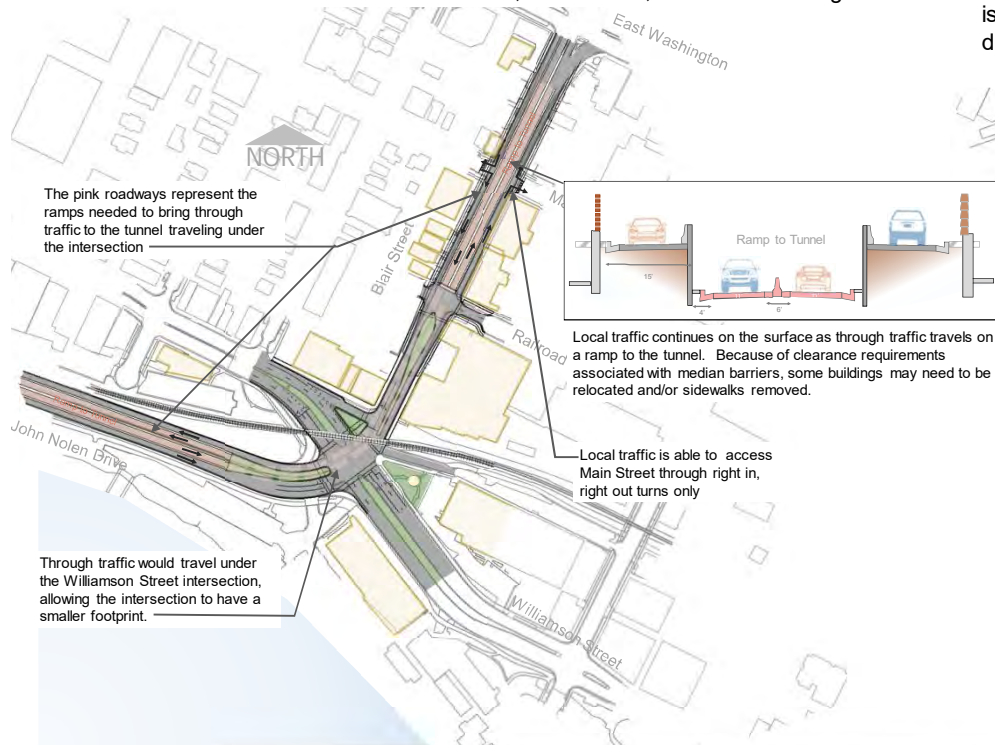 is
d
East Washington
NORTH
The pink roadways represent the
ramps needed to bring through
traffic to the tunnel traveling under
the intersection
Blair Street
Ramp to Tunnel
15'
4'
6'
Local traffic continues on the surface as through traffic travels on
a ramp to the tunnel. Because of clearance requirements
associated with median barriers, some buildings may need to be
relocated and/or sidewalks removed.
Railroad
John Nolen Drive
Local traffic is able to access
Main Street through right in,
right out turns only
Through traffic would travel under
the Williamson Street intersection,
allowing the intersection to have a
smaller footprint.
Williamson Street